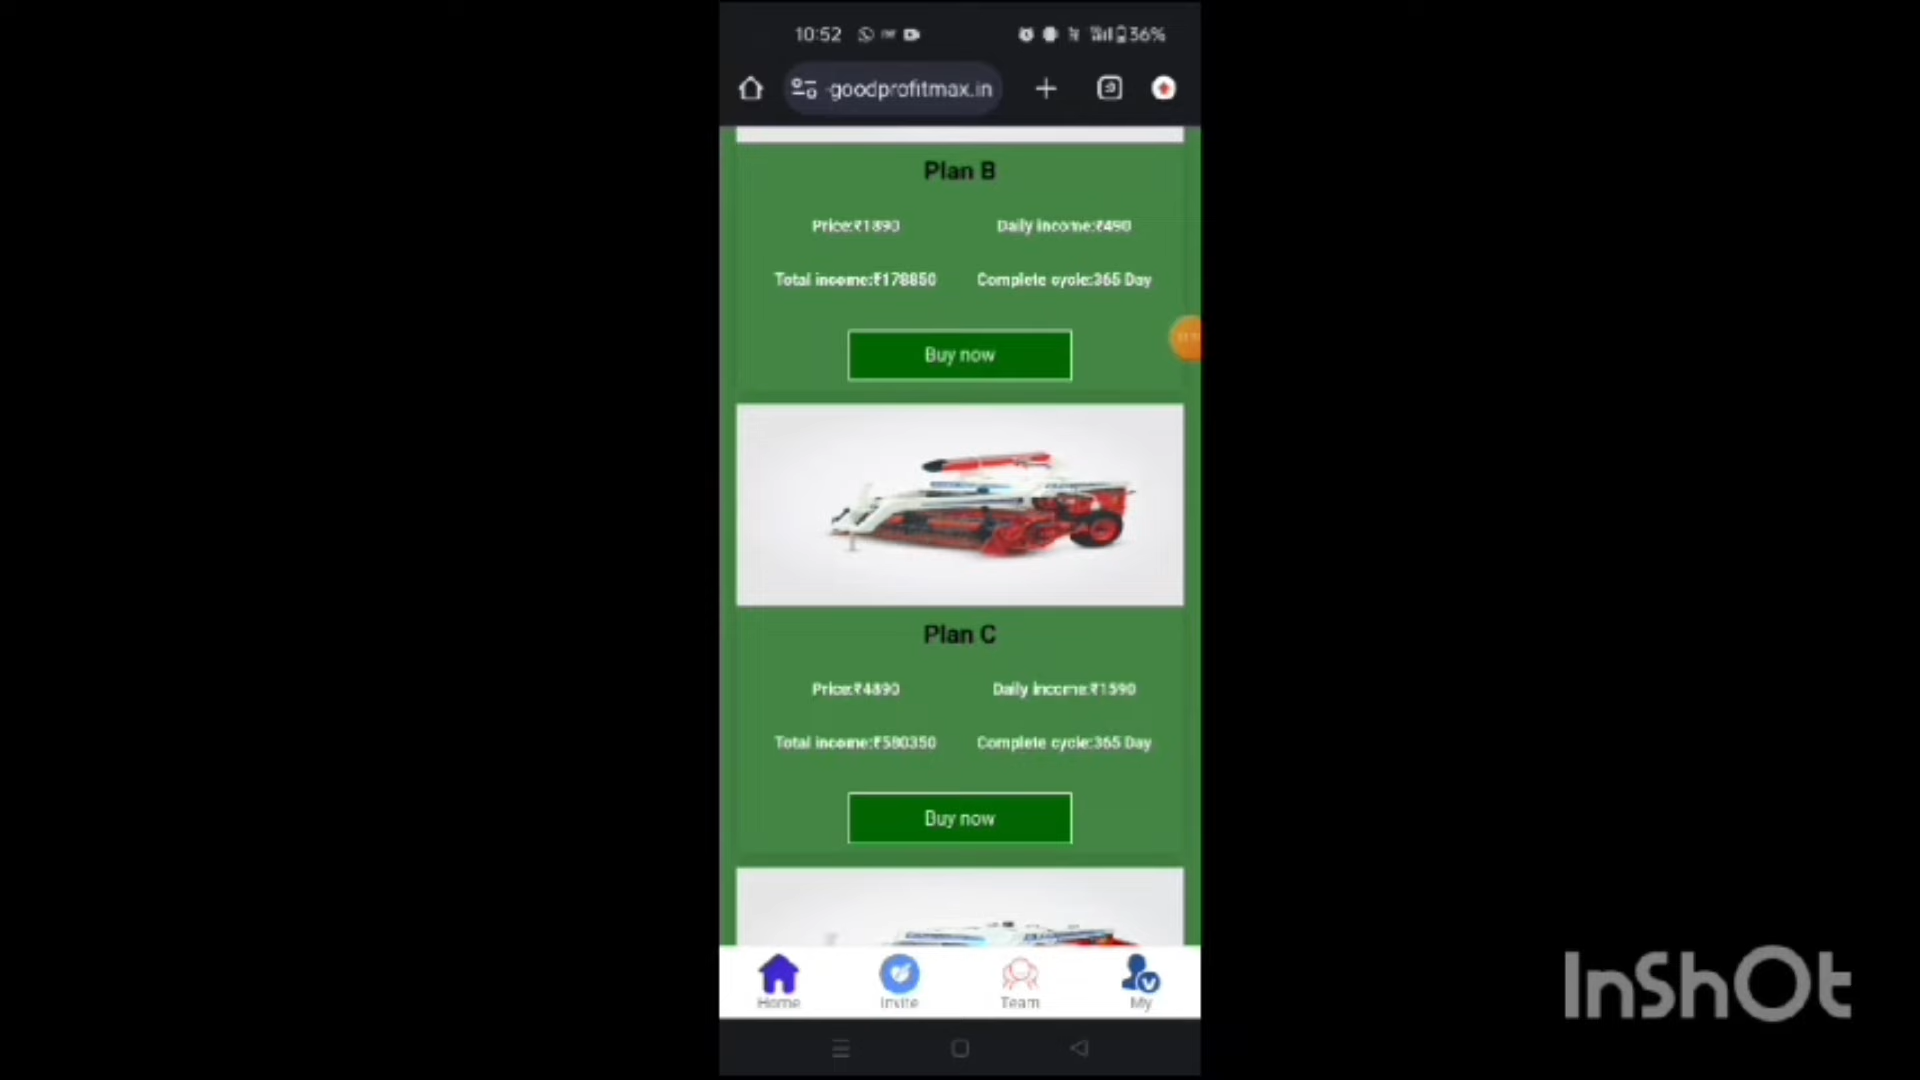 10:52
36%
-goodprofitmax.in
Plan B
Price:₹1890 Daily income:₹490
Total income:₹178850 Complete cycle:365 Day
Buy now
Plan C
Price:₹4890 Daily income:₹1590
Total income:₹580350 Complete cycle:365 Day
Buy now
Home Invite Team My
InShOt